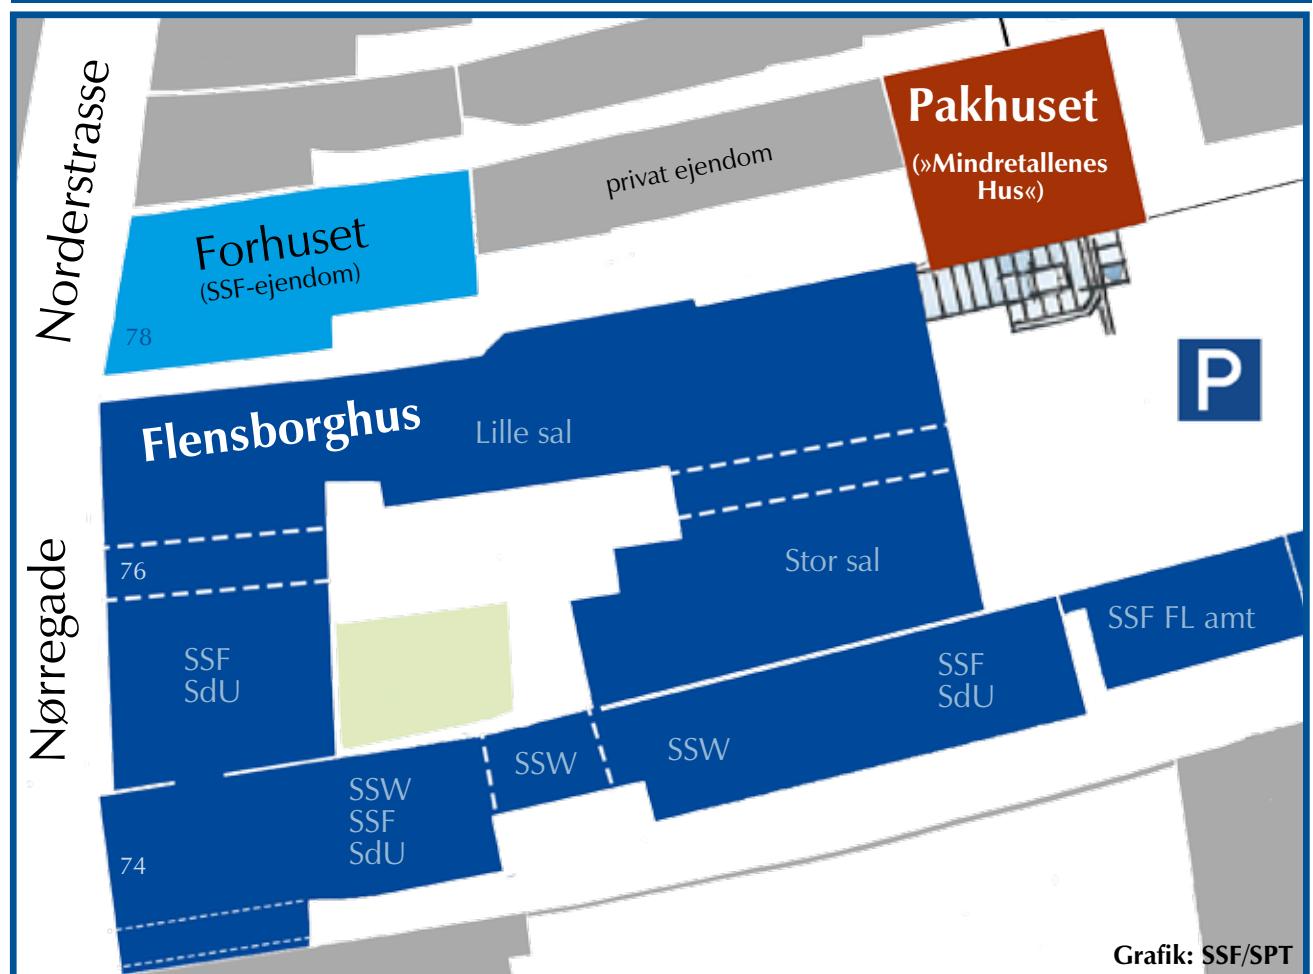 Norderstrasse
Pakhuset
(»Mindretallenes
Hus«)
privat ejendom
Forhuset
(SSF-ejendom)
78
P
Flensborghus
Lille sal
Nørregade
76
Stor sal
SSF
SdU
SSF FL amt
SSF
SdU
SSW
SSW
SSW
SSF
SdU
74
Grafik: SSF/SPT